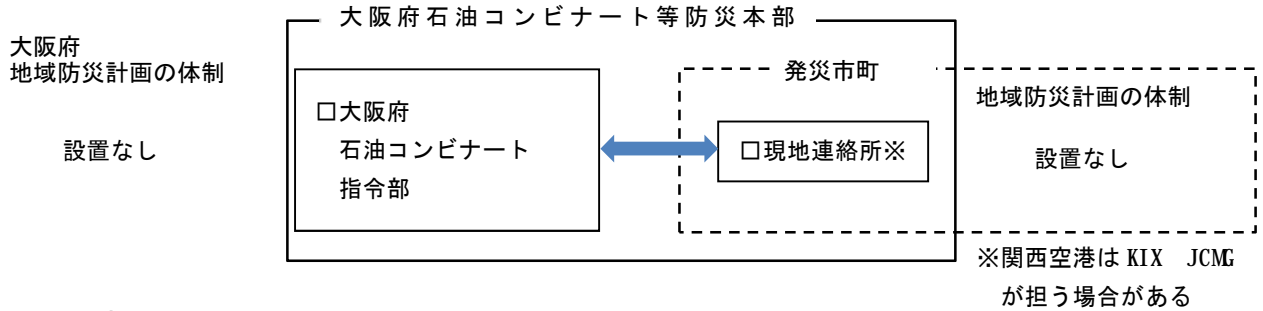 大阪府石油コンビナート等防災本部
大阪府
地域防災計画の体制
設置なし
□大阪府
石油コンビナート
指令部
発災市町
□現地連絡所※
地域防災計画の体制
設置なし
※関西空港は KIX JCMG
が担う場合がある